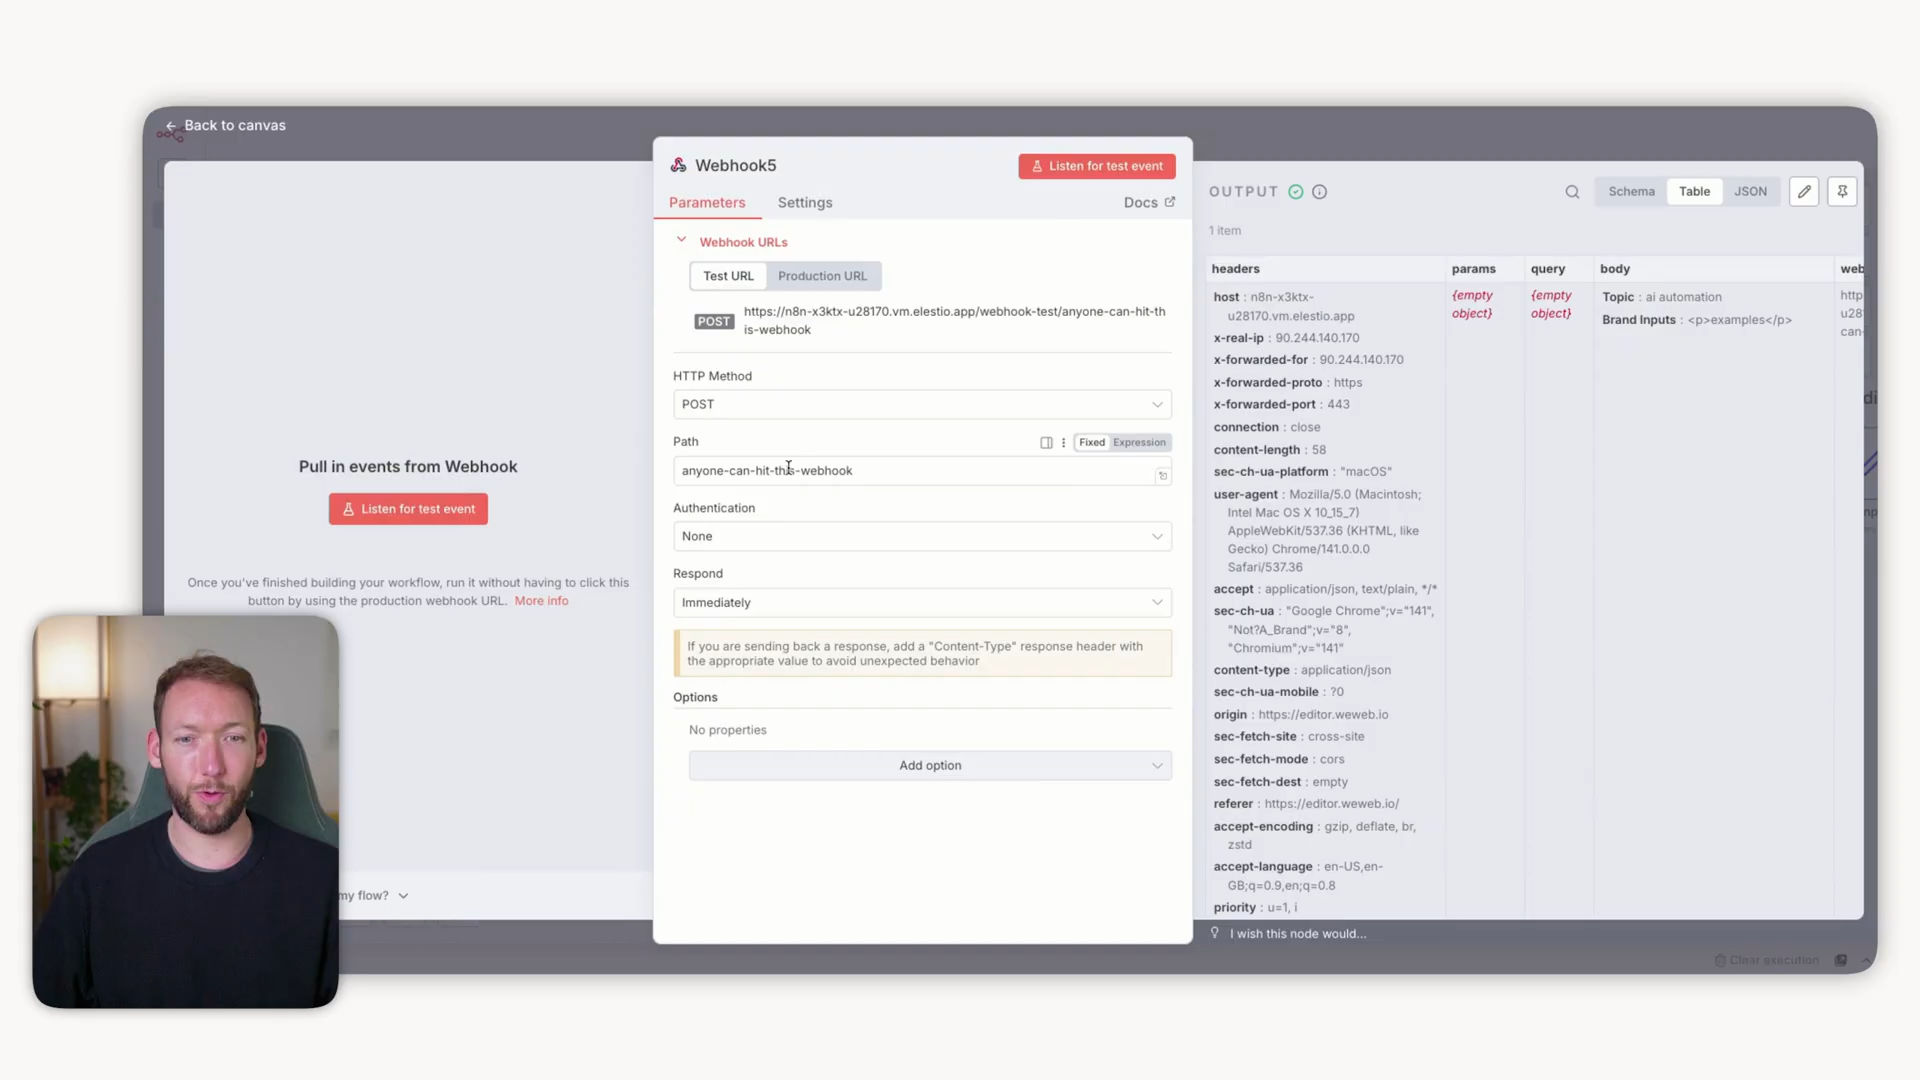 Back to canvas
Webhook5
Listen for test event
Parameters
Settings
Docs
Webhook URLs
Test URL
Production URL
POST
https://n8n-x3ktx-u28170.vm.elestio.app/webhook-test/anyone-can-hit-th
is-webhook
HTTP Method
POST
Path
Fixed
Expression
anyone-can-hit-this-webhook
Authentication
None
Respond
Immediately
If you are sending back a response, add a "Content-Type" response header with
the appropriate value to avoid unexpected behavior
Options
No properties
Add option
Pull in events from Webhook
Listen for test event
Once you've finished building your workflow, run it without having to click this
button by using the production webhook URL. More info
my flow?
OUTPUT
Schema
Table
JSON
1 item
headers
params
query
body
web
host : n8n-x3ktx-
u28170.vm.elestio.app
x-real-ip : 90.244.140.170
x-forwarded-for : 90.244.140.170
x-forwarded-proto : https
x-forwarded-port : 443
connection : close
content-length : 58
sec-ch-ua-platform : "macOS"
user-agent : Mozilla/5.0 (Macintosh;
Intel Mac OS X 10_15_7)
AppleWebKit/537.36 (KHTML, like
Gecko) Chrome/141.0.0.0
Safari/537.36
accept : application/json, text/plain, */*
sec-ch-ua : "Google Chrome";v="141",
"Not?A_Brand";v="8",
"Chromium";v="141"
content-type : application/json
sec-ch-ua-mobile : ?0
origin : https://editor.weweb.io
sec-fetch-site : cross-site
sec-fetch-mode : cors
sec-fetch-dest : empty
referer : https://editor.weweb.io/
accept-encoding : gzip, deflate, br,
zstd
accept-language : en-US,en-
GB;q=0.9,en;q=0.8
priority : u=1, i
{empty
object}
{empty
object}
Topic : ai automation
Brand Inputs : <p>examples</p>
http
u28
can-
I wish this node would...
Clear execution